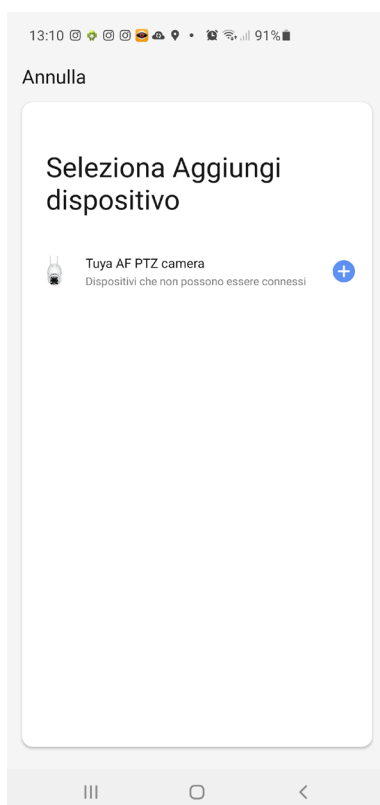 13:10 91%
Annulla
Seleziona Aggiungi
dispositivo
Tuya AF PTZ camera
Dispositivi che non possono essere connessi